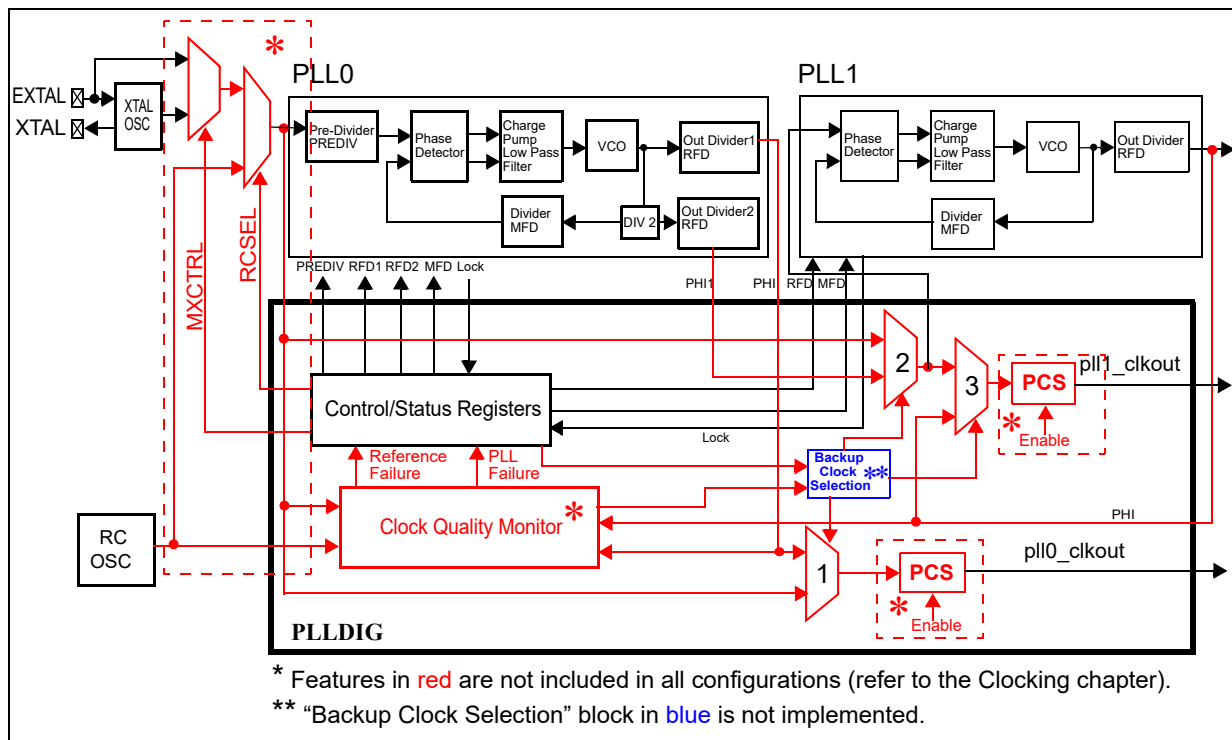 *
PLL0
PLL1
EXTAL
XTAL
XTAL
OSC
Pre-Divider
PREDIV
Phase
Detector
Charge
Pump
Low Pass
Filter
VCO
Out Divider1
RFD
Divider
MFD
DIV 2
Out Divider2
RFD
Phase
Detector
Charge
Pump
Low Pass
Filter
VCO
Out Divider
RFD
Divider
MFD
MXCTRL
RCSEL
PREDIV
RFD1
RFD2
MFD
Lock
PHI1
PHI
RFD
MFD
2
3
PCS
pll1_clkout
*
Enable
Control/Status Registers
Lock
Reference
Failure
PLL
Failure
Backup
Clock
Selection
**
Clock Quality Monitor
*
PHI
RC
OSC
1
PCS
pll0_clkout
*
Enable
PLLDIG
* Features in red are not included in all configurations (refer to the Clocking chapter).
** “Backup Clock Selection” block in blue is not implemented.